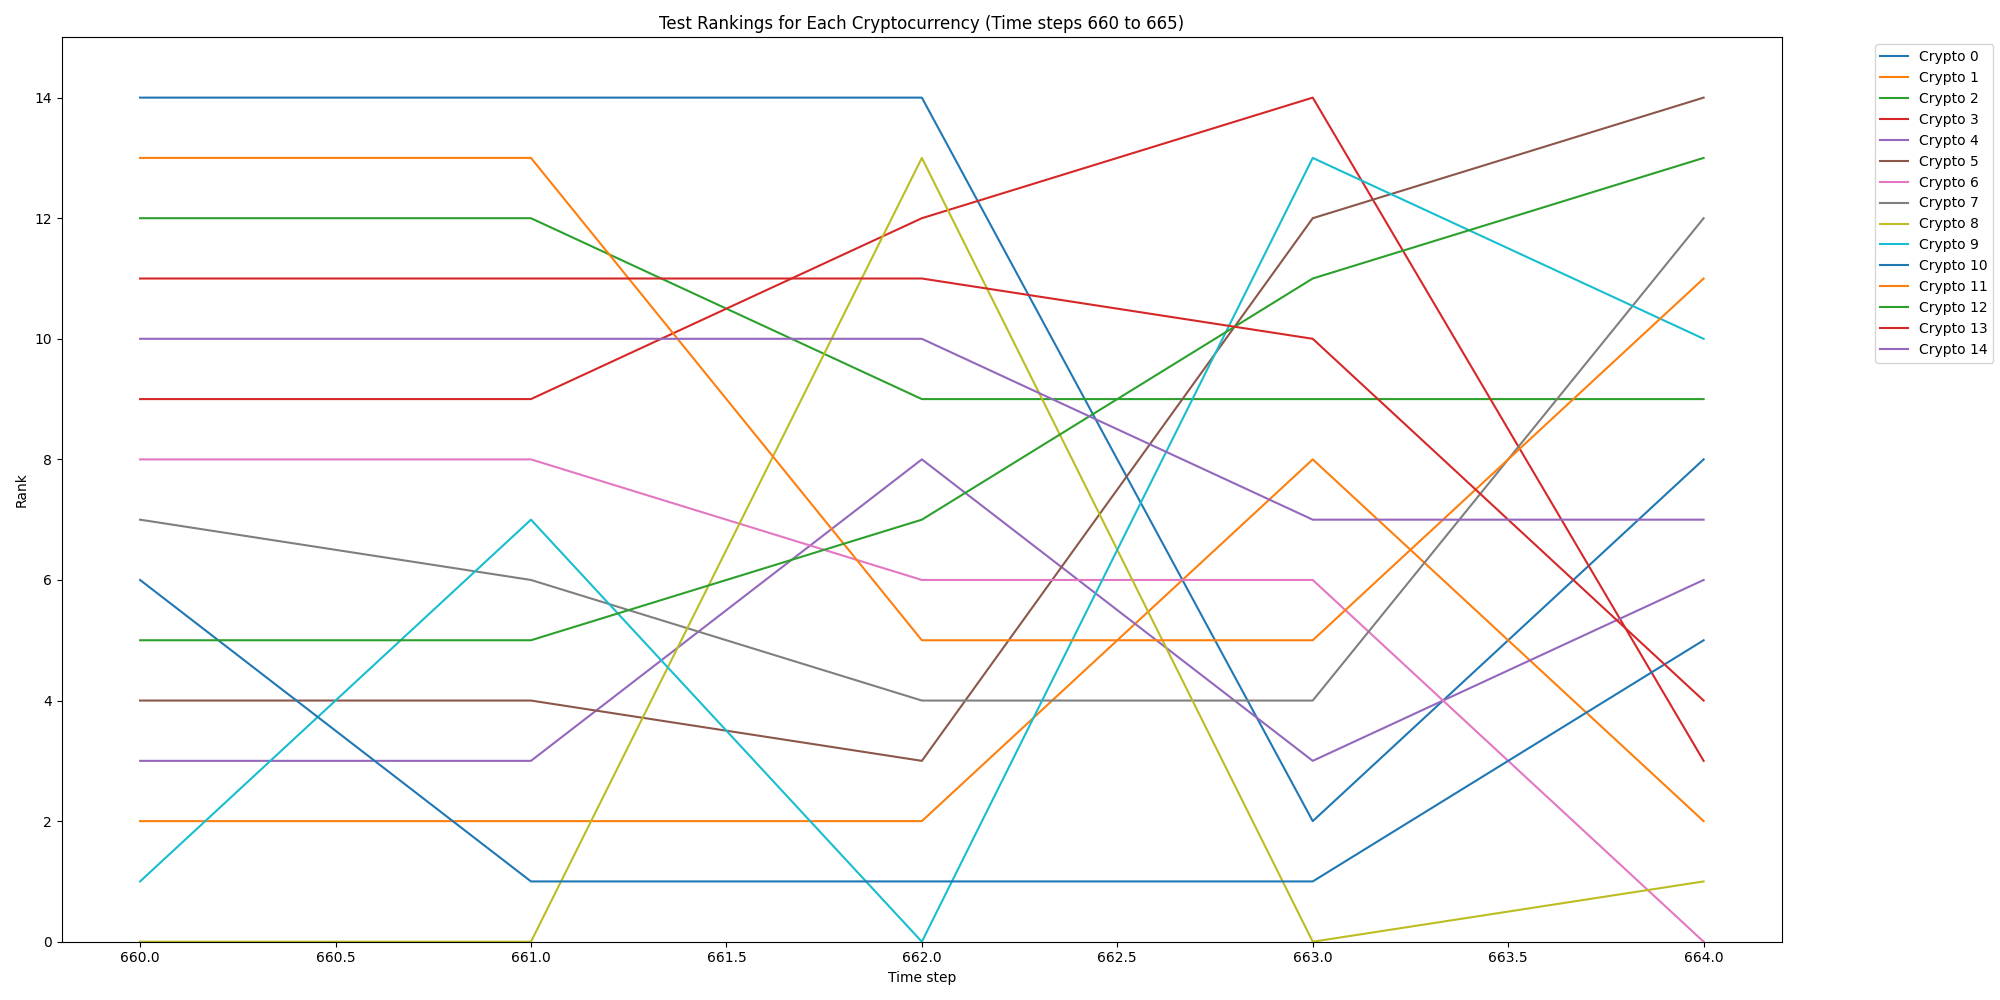 Test Rankings for Each Cryptocurrency (Time steps 660 to 665)
Crypto 0
Crypto 1
Crypto 2
Crypto 3
Crypto 4
Crypto 5
Crypto 6
Crypto 7
Crypto 8
Crypto 9
Crypto 10
Crypto 11
Crypto 12
Crypto 13
Crypto 14
14
12
10
8
6
4
2
0
Rank
660.0 660.5 661.0 661.5 662.0 662.5 663.0 663.5 664.0
Time step